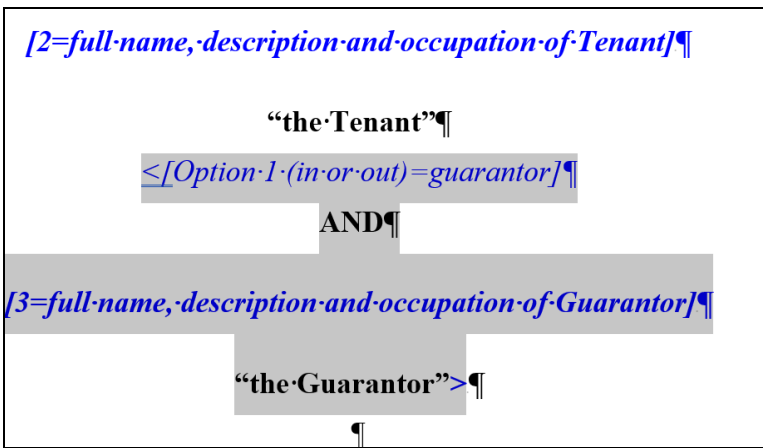 [2=full·name,·description·and·occupation·of·Tenant]¶
“the·Tenant”¶
<[Option·1·(in·or·out)=guarantor]¶
AND¶
[3=full·name,·description·and·occupation·of·Guarantor]¶
“the·Guarantor”>¶
¶